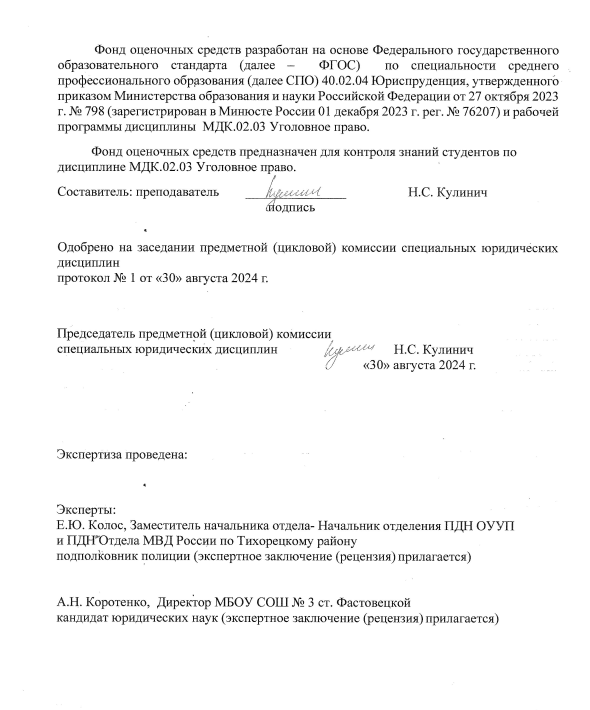 Фонд оценочных средств разработан на основе Федерального государственного
образовательного стандарта (далее – ФГОС) по специальности среднего
профессионального образования (далее СПО) 40.02.04 Юриспруденция, утвержденного
приказом Министерства образования и науки Российской Федерации от 27 октября 2023
г. № 798 (зарегистрирован в Минюсте России 01 декабря 2023 г. рег. № 76207) и рабочей
программы дисциплины МДК.02.03 Уголовное право.
Фонд оценочных средств предназначен для контроля знаний студентов по
дисциплине МДК.02.03 Уголовное право.
Составитель: преподаватель Н.С. Кулинич
подпись
Одобрено на заседании предметной (цикловой) комиссии специальных юридических
дисциплин
протокол № 1 от «30» августа 2024 г.
Председатель предметной (цикловой) комиссии
специальных юридических дисциплин Н.С. Кулинич
«30» августа 2024 г.
Экспертиза проведена:
Эксперты:
Е.Ю. Колос, Заместитель начальника отдела- Начальник отделения ПДН ОУУП
и ПДН Отдела МВД России по Тихорецкому району
подполковник полиции (экспертное заключение (рецензия) прилагается)
А.Н. Коротенко, Директор МБОУ СОШ № 3 ст. Фастовецкой
кандидат юридических наук (экспертное заключение (рецензия) прилагается)